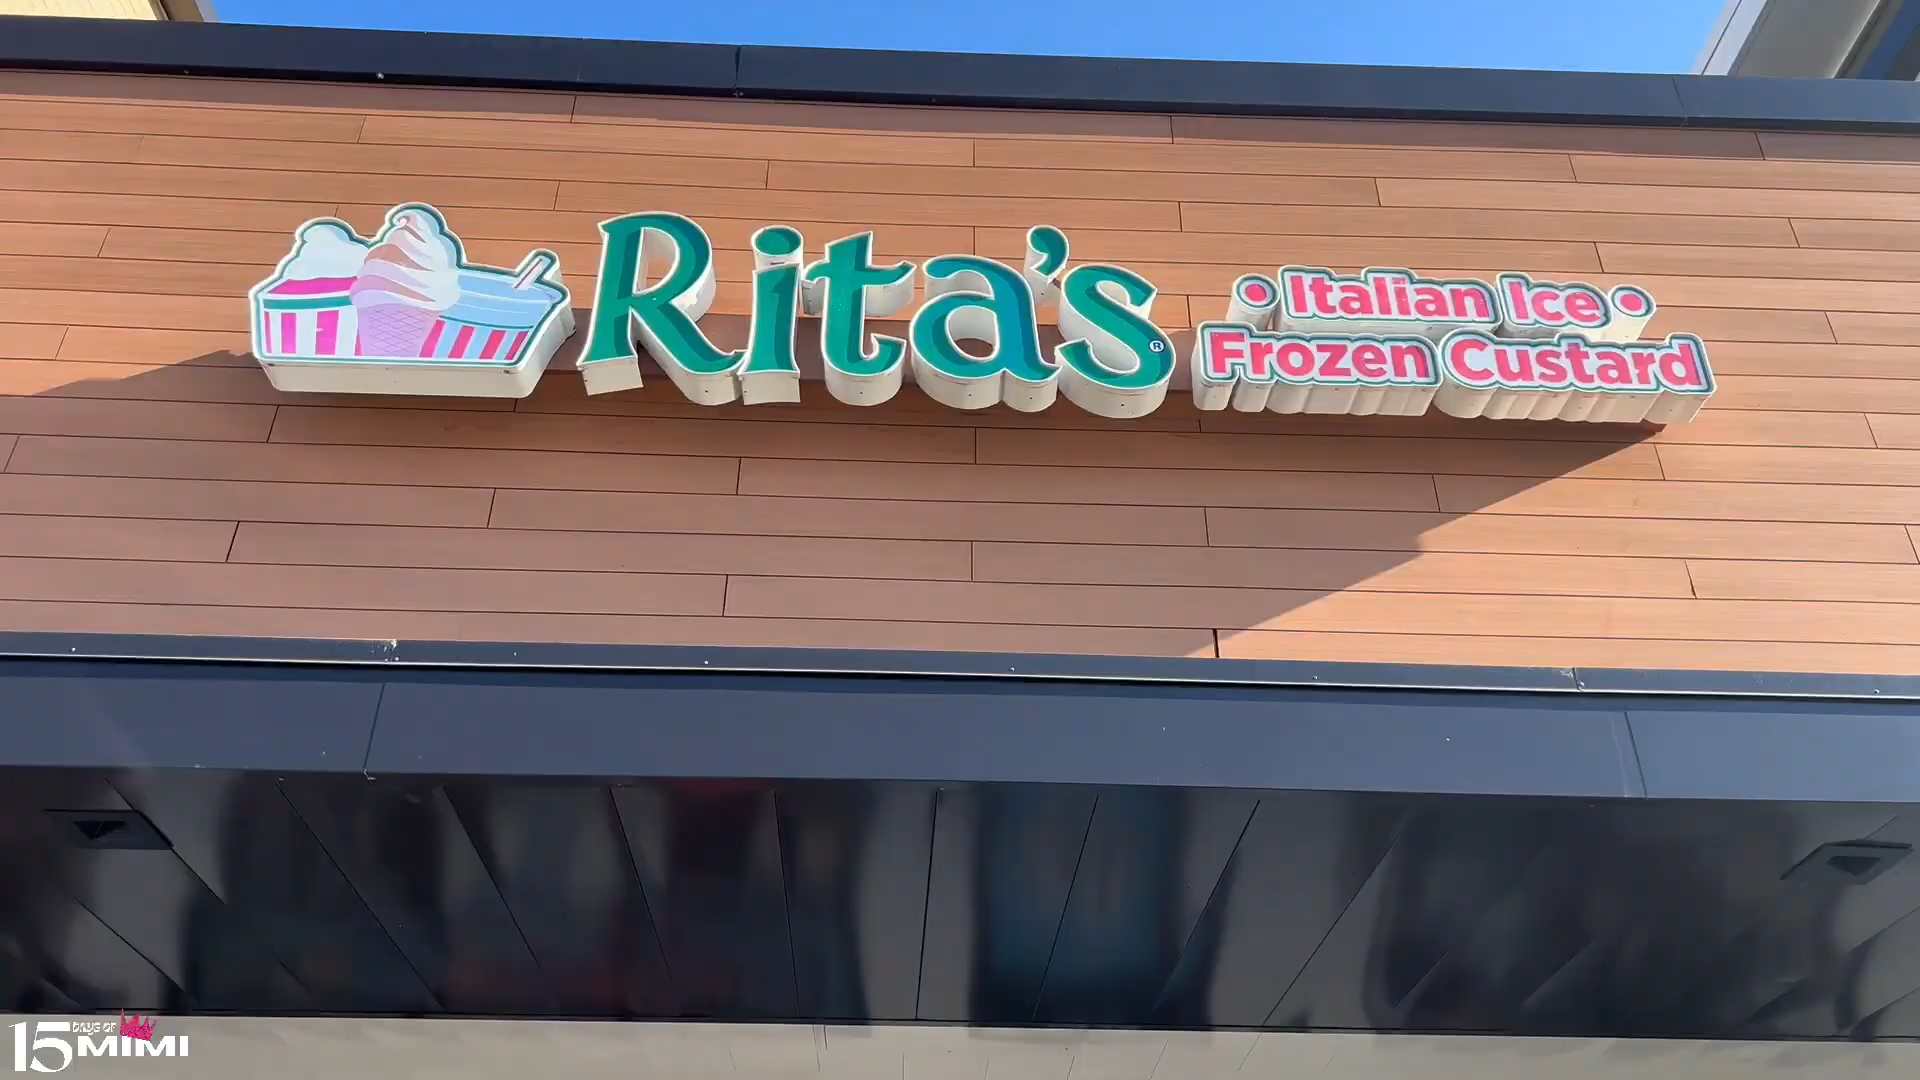 Rita's®
• Italian Ice •
Frozen Custard
15 DAYS OF
MIMI